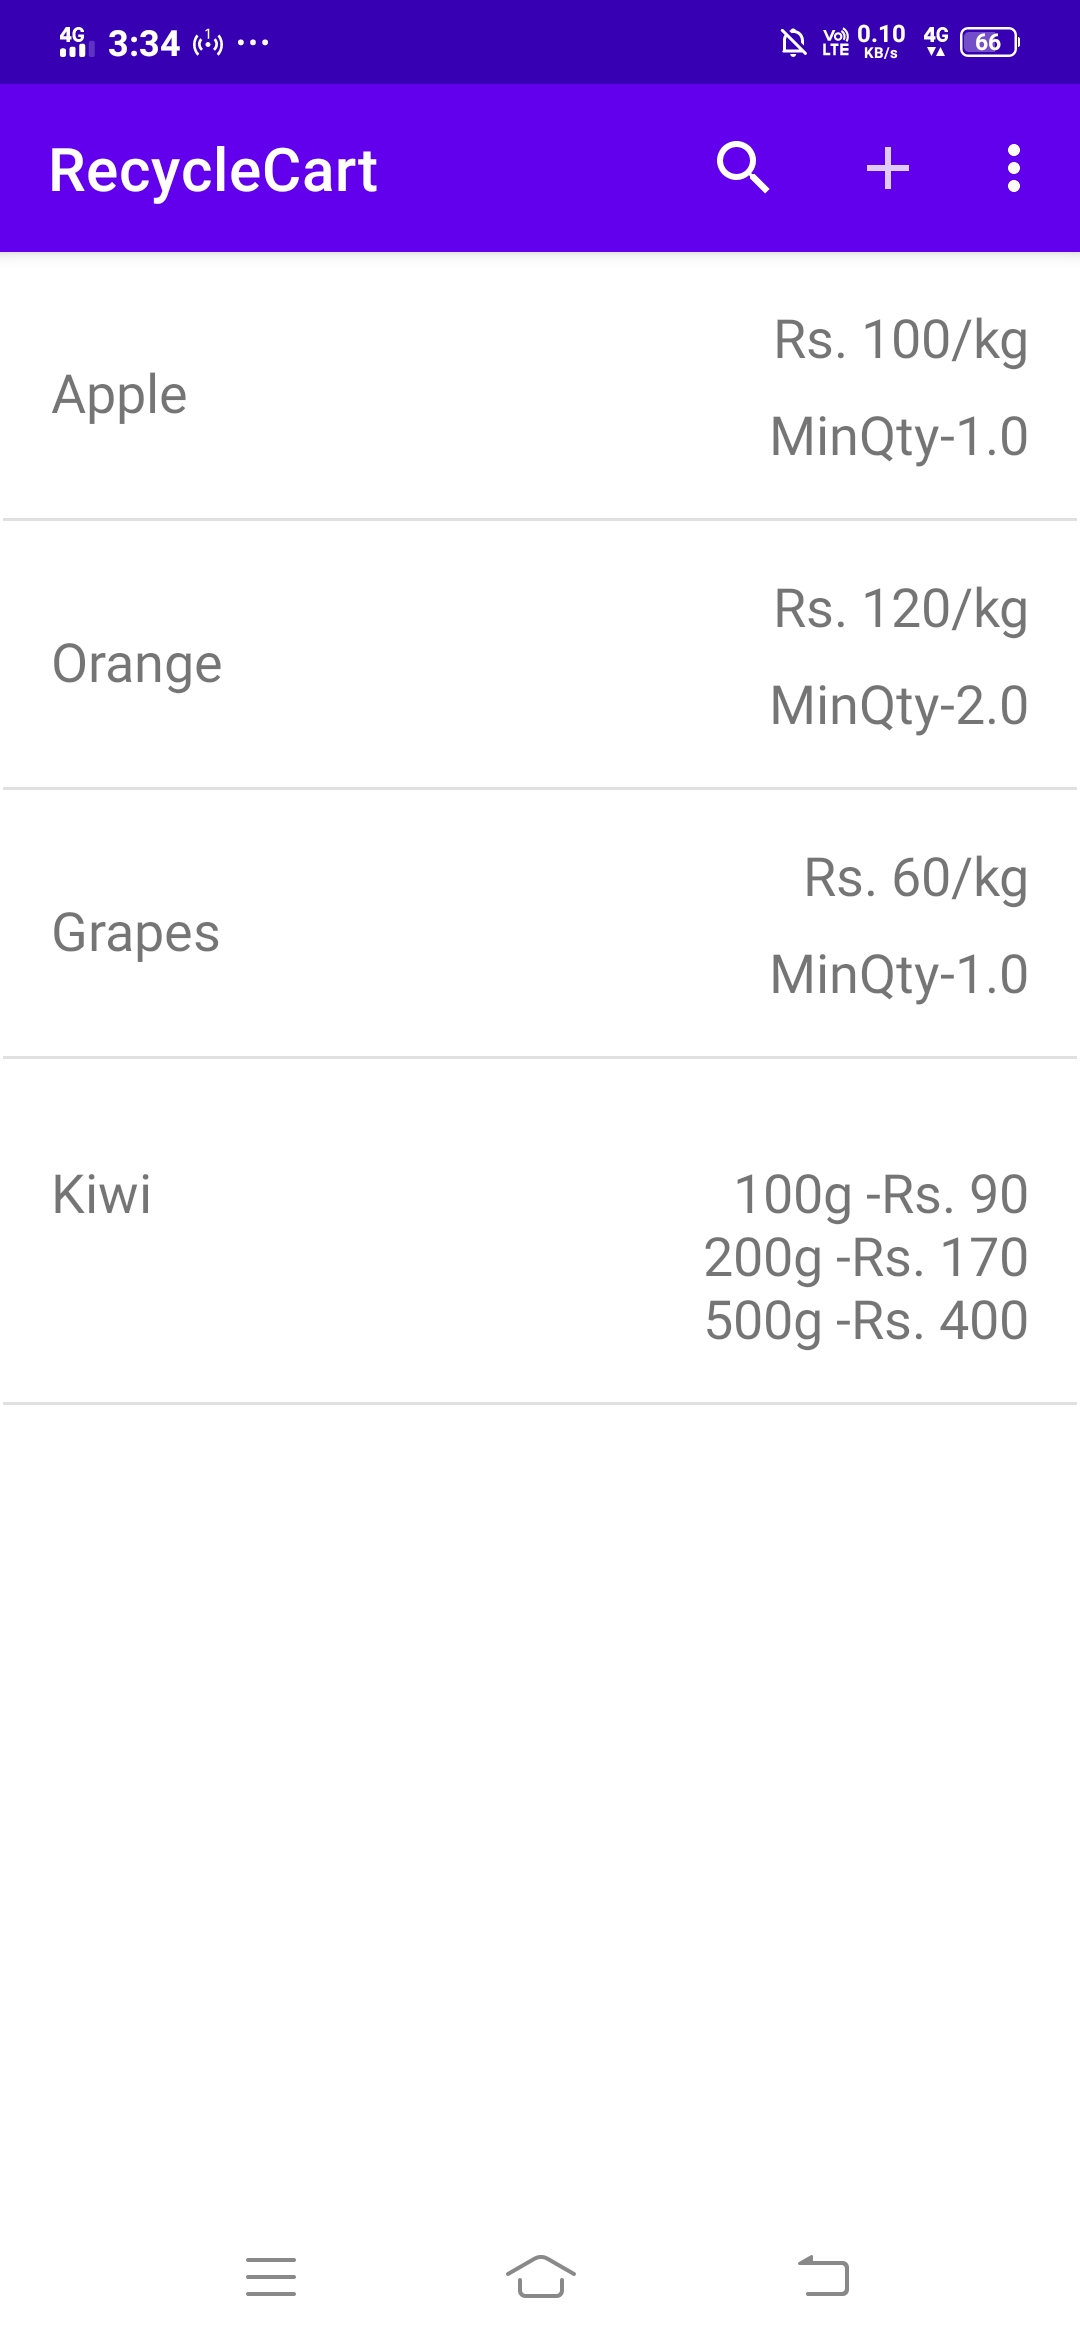 4G 3:34 1 ... Vo) LTE 0.10 KB/s 4G 66
RecycleCart
Rs. 100/kg
Apple
MinQty-1.0
Rs. 120/kg
Orange
MinQty-2.0
Rs. 60/kg
Grapes
MinQty-1.0
Kiwi 100g -Rs. 90
200g -Rs. 170
500g -Rs. 400